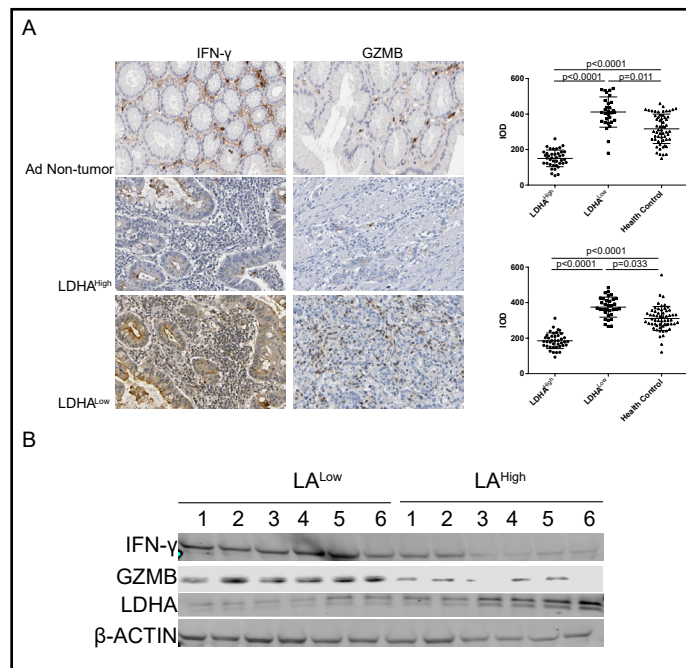 A
IFN-γ GZMB
Ad Non-tumor
LDHA^High
LDHA^Low
p<0.0001
p<0.0001 p=0.011
600
400
200
0
IOD
LDHA^High LDHA^Low Health Control
p<0.0001
p<0.0001 p=0.033
600
400
200
0
IOD
LDHA^High LDHA^Low Health Control
B
LA^Low LA^High
1 2 3 4 5 6 1 2 3 4 5 6
IFN-γ
GZMB
LDHA
β-ACTIN